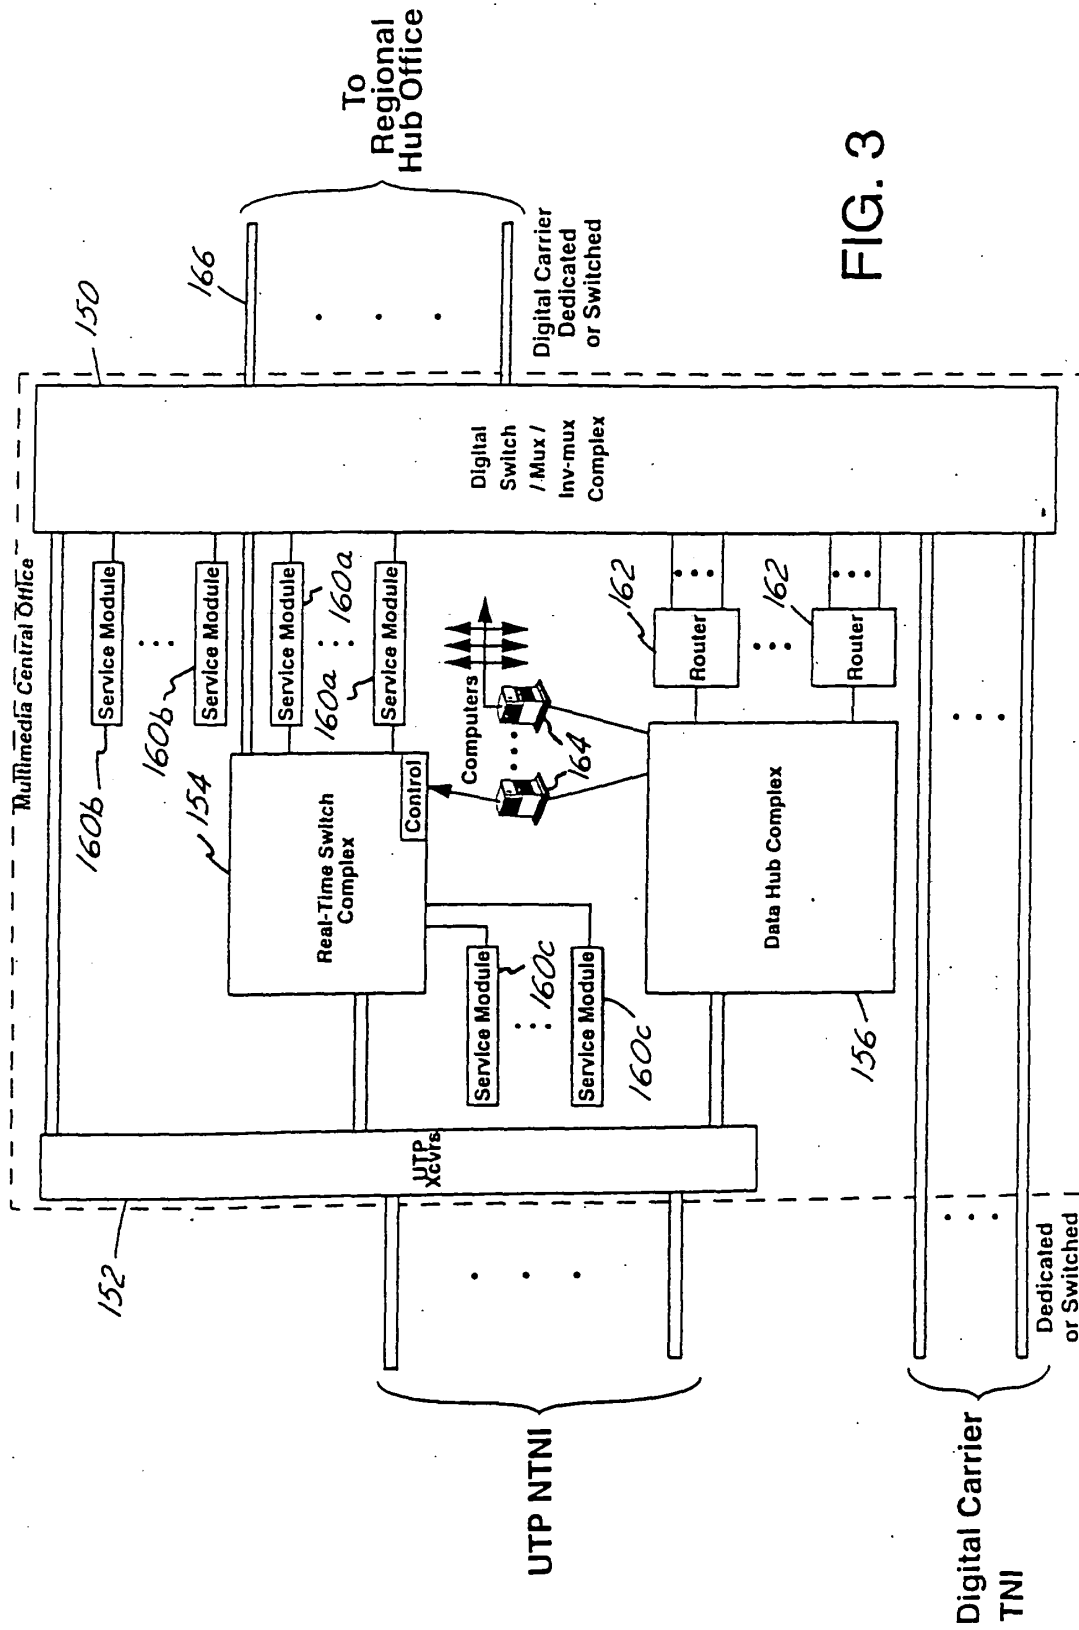 Multimedia Central Office
150
166
To
Regional
Hub Office
Digital Carrier
Dedicated
or Switched
Digital
Switch
/ Mux /
Inv-mux
Complex
Service Module
160b
Service Module
160b
Service Module
160a
Service Module
160a
154
Real-Time Switch
Complex
Control
Computers
164
Service Module
160c
Service Module
160c
Router
162
Router
162
Data Hub Complex
156
UTP
Xcvrs
152
UTP NTNI
Digital Carrier
TNI
Dedicated
or Switched
FIG. 3